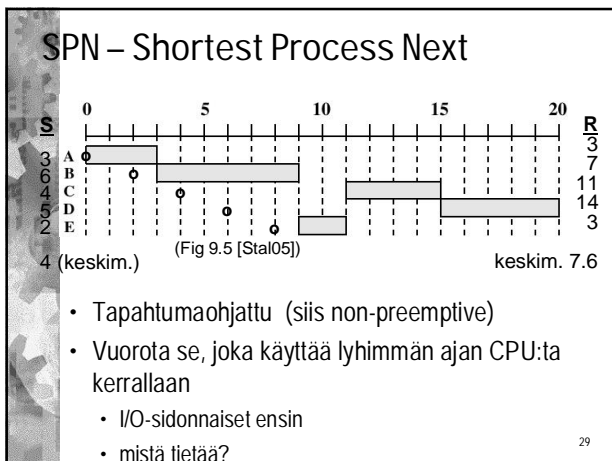 SPN – Shortest Process Next
0 5 10 15 20
S R
3 A 3
6 B 7
4 C 11
5 D 14
2 E 3
(Fig 9.5 [Stal05])
4 (keskim.) keskim. 7.6
• Tapahtumaohjattu (siis non-preemptive)
• Vuorota se, joka käyttää lyhimmän ajan CPU:ta
kerrallaan
• I/O-sidonnaiset ensin
• mistä tietää?
29